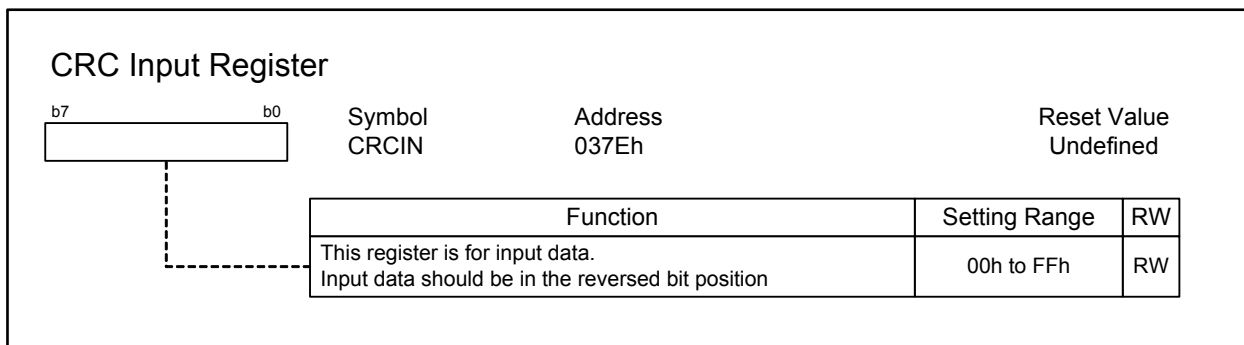 CRC Input Register
b7 b0 Symbol Address Reset Value
CRCIN 037Eh Undefined
Function Setting Range RW
This register is for input data.
Input data should be in the reversed bit position
00h to FFh RW